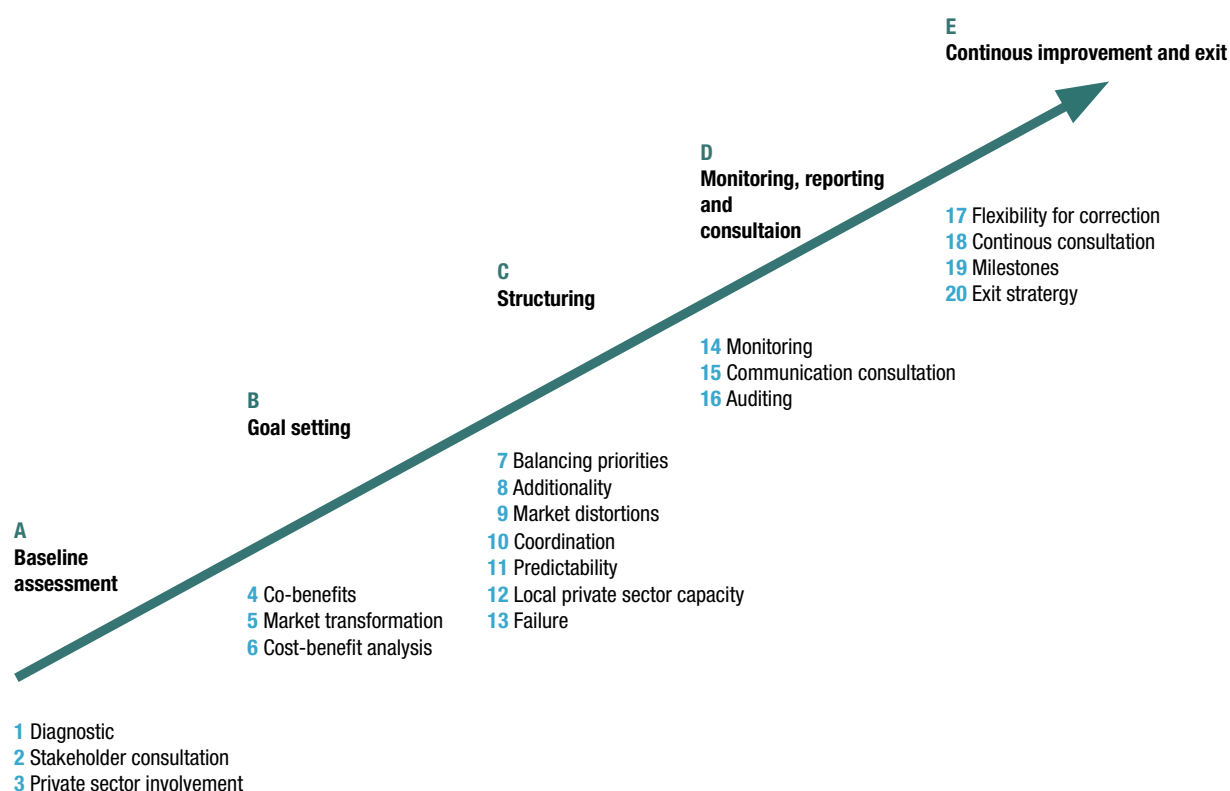 E
Continous improvement and exit
D
Monitoring, reporting
and
consultaion
17 Flexibility for correction
18 Continous consultation
19 Milestones
20 Exit stratergy
C
Structuring
14 Monitoring
15 Communication consultation
16 Auditing
B
Goal setting
7 Balancing priorities
8 Additionality
9 Market distortions
10 Coordination
11 Predictability
12 Local private sector capacity
13 Failure
A
Baseline
assessment
4 Co-benefits
5 Market transformation
6 Cost-benefit analysis
1 Diagnostic
2 Stakeholder consultation
3 Private sector involvement